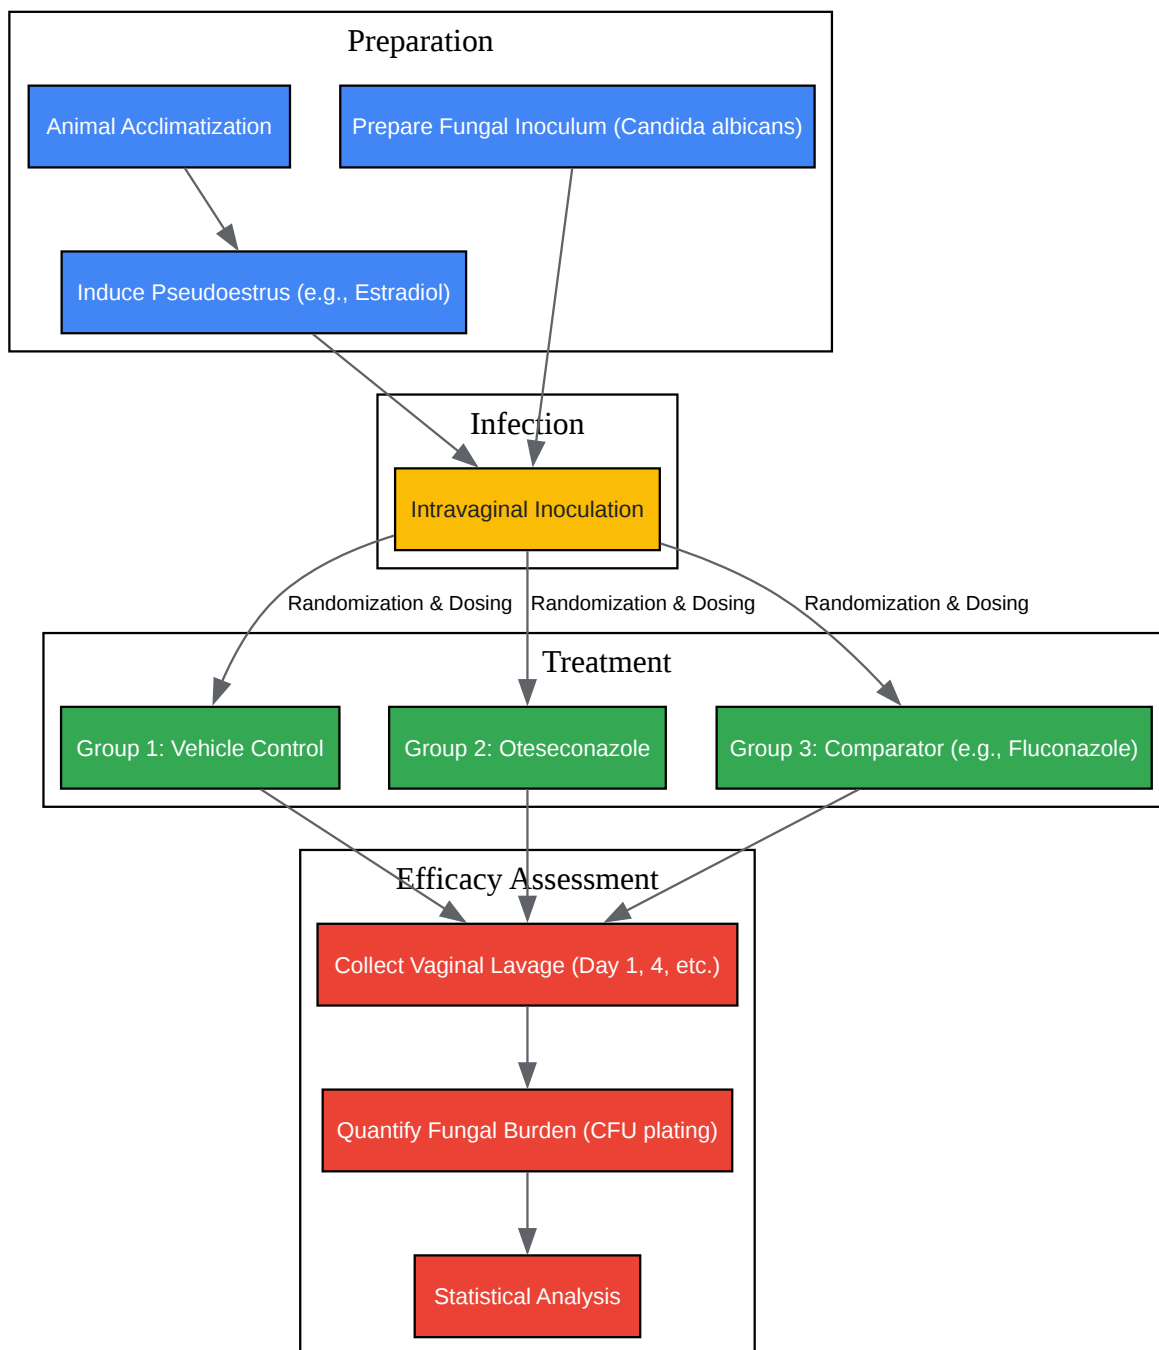 Preparation
Animal Acclimatization
Prepare Fungal Inoculum (Candida albicans)
Induce Pseudoestrus (e.g., Estradiol)
Infection
Intravaginal Inoculation
Randomization & Dosing
Randomization & Dosing
Randomization & Dosing
Treatment
Group 1: Vehicle Control
Group 2: Oteseconazole
Group 3: Comparator (e.g., Fluconazole)
Efficacy Assessment
Collect Vaginal Lavage (Day 1, 4, etc.)
Quantify Fungal Burden (CFU plating)
Statistical Analysis